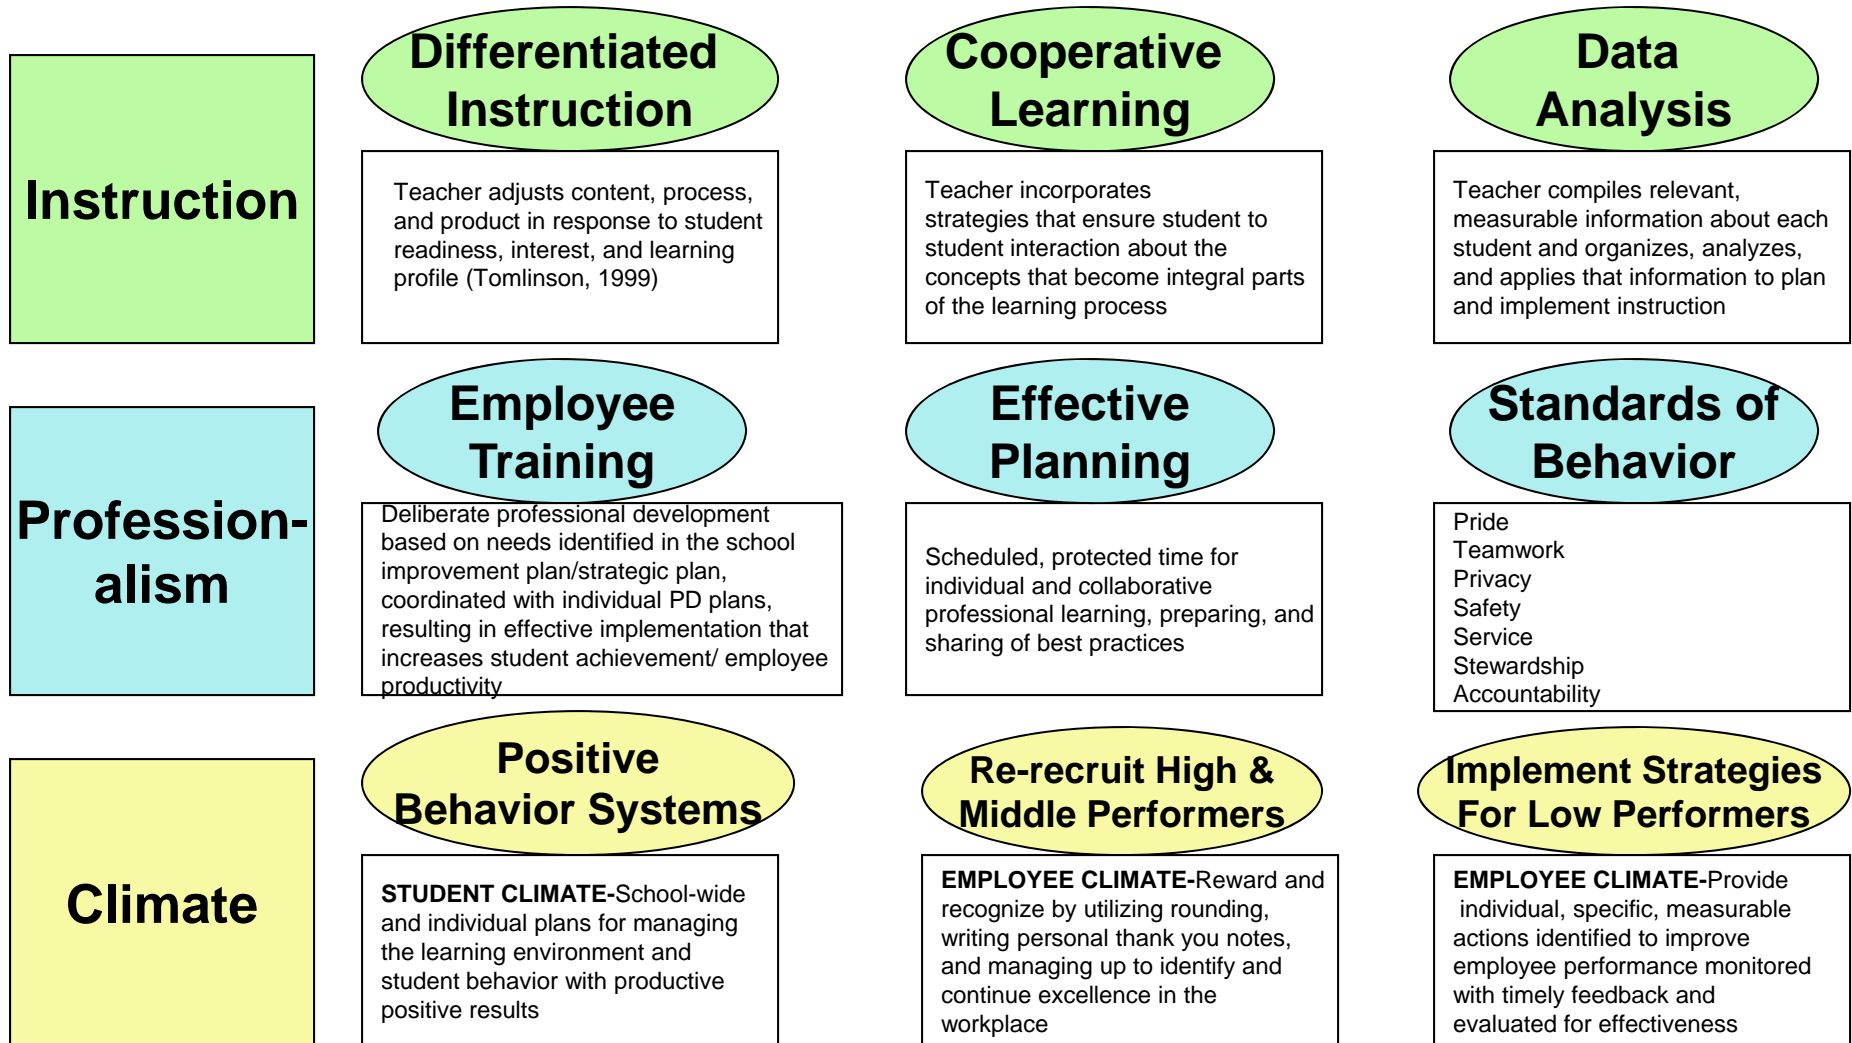 Instruction
Differentiated
Instruction
Teacher adjusts content, process,
and product in response to student
readiness, interest, and learning
profile (Tomlinson, 1999)
Cooperative
Learning
Teacher incorporates
strategies that ensure student to
student interaction about the
concepts that become integral parts
of the learning process
Data
Analysis
Teacher compiles relevant,
measurable information about each
student and organizes, analyzes,
and applies that information to plan
and implement instruction
Profession-
alism
Employee
Training
Deliberate professional development
based on needs identified in the school
improvement plan/strategic plan,
coordinated with individual PD plans,
resulting in effective implementation that
increases student achievement/ employee
productivity
Effective
Planning
Scheduled, protected time for
individual and collaborative
professional learning, preparing, and
sharing of best practices
Standards of
Behavior
Pride
Teamwork
Privacy
Safety
Service
Stewardship
Accountability
Climate
Positive
Behavior Systems
STUDENT CLIMATE-School-wide
and individual plans for managing
the learning environment and
student behavior with productive
positive results
Re-recruit High &
Middle Performers
EMPLOYEE CLIMATE-Reward and
recognize by utilizing rounding,
writing personal thank you notes,
and managing up to identify and
continue excellence in the
workplace
Implement Strategies
For Low Performers
EMPLOYEE CLIMATE-Provide
individual, specific, measurable
actions identified to improve
employee performance monitored
with timely feedback and
evaluated for effectiveness